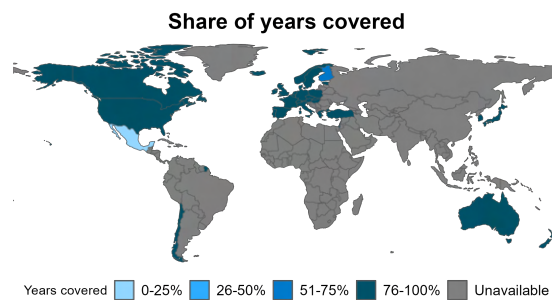 Share of years covered
Years covered 0-25% 26-50% 51-75% 76-100% Unavailable